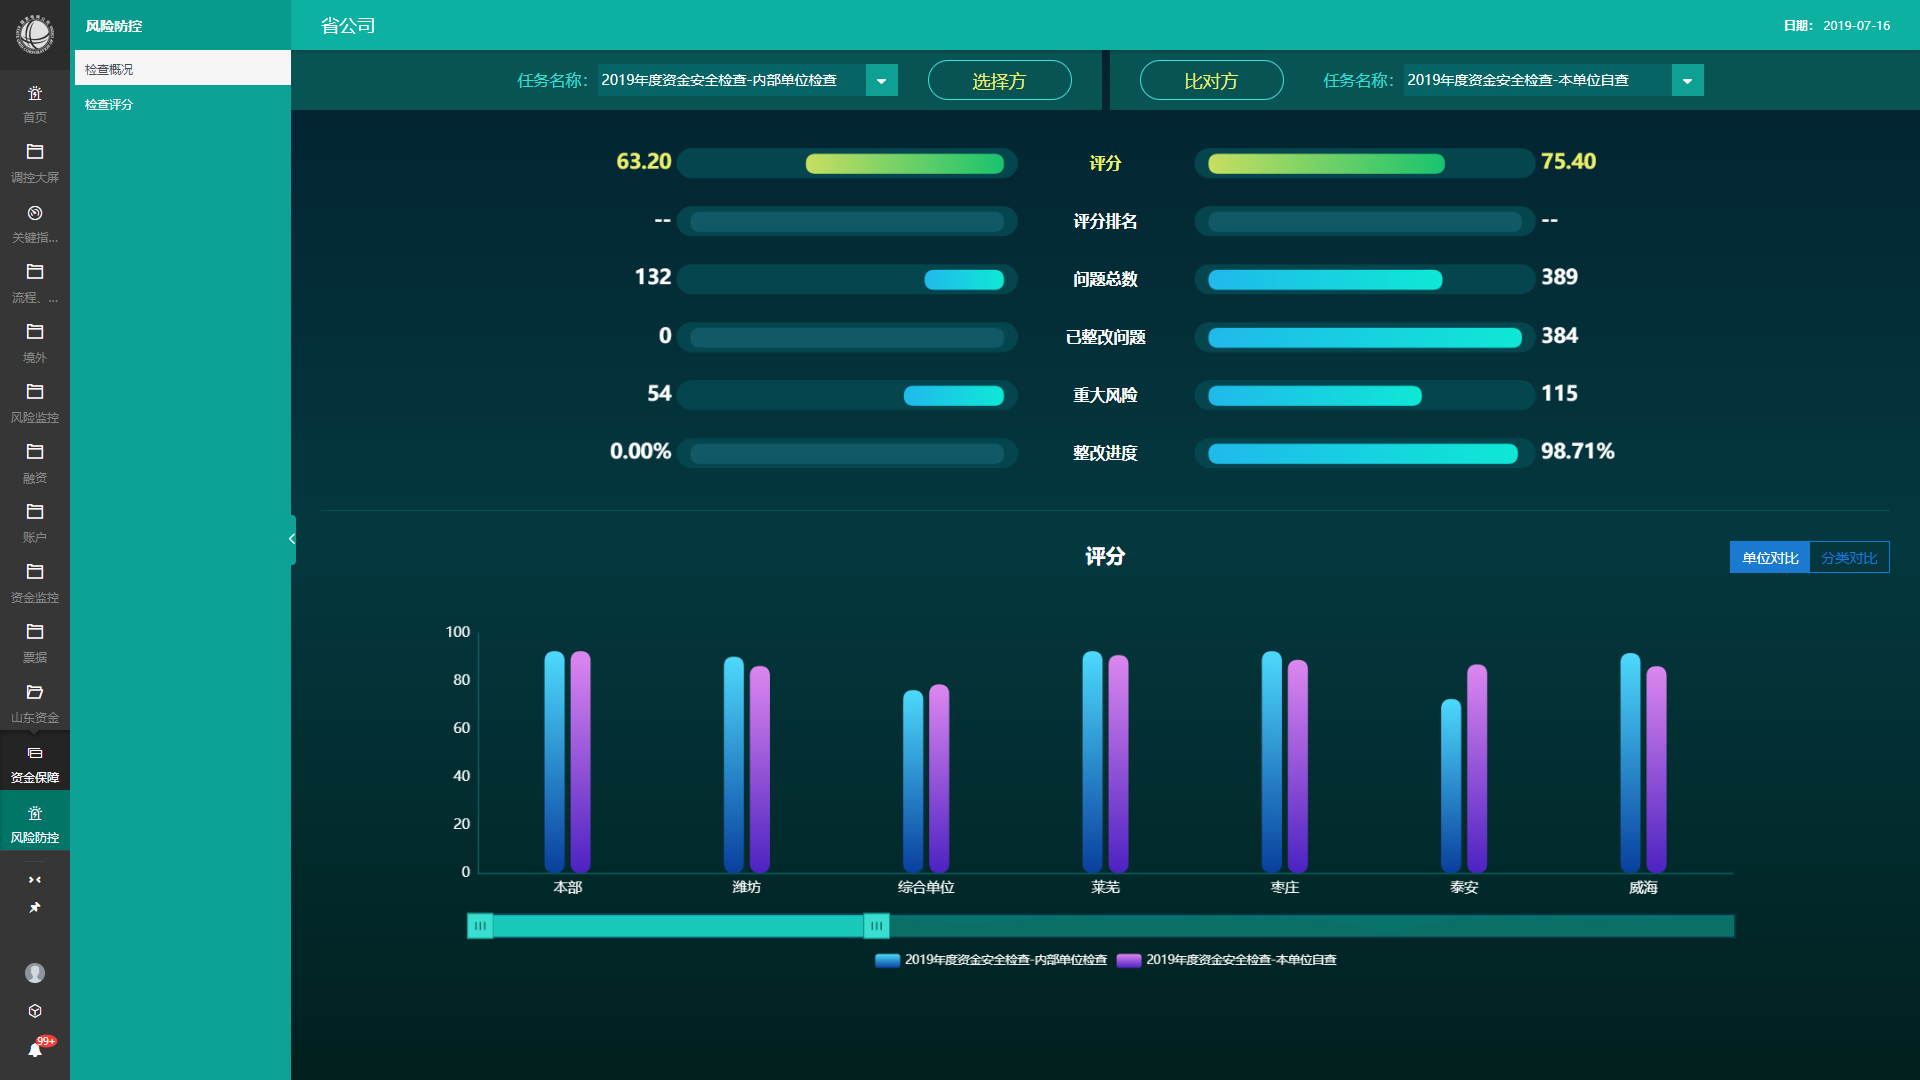 风险防控
省公司
日期: 2019-07-16
首页
调控大屏
关键指...
流程、...
境外
风险监控
融资
账户
资金监控
票据
山东资金
资金保障
风险防控
99+
检查概况
检查评分
任务名称: 2019年度资金安全检查-内部单位检查
选择方
比对方
任务名称: 2019年度资金安全检查-本单位自查
63.20 评分 75.40
-- 评分排名 --
132 问题总数 389
0 已整改问题 384
54 重大风险 115
0.00% 整改进度 98.71%
评分
单位对比 分类对比
100
80
60
40
20
0
本部 潍坊 综合单位 莱芜 枣庄 泰安 威海
2019年度资金安全检查-内部单位检查 2019年度资金安全检查-本单位自查